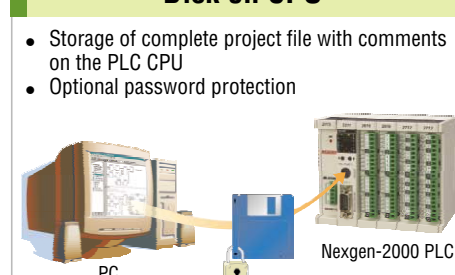 Disk on CPU
• Storage of complete project file with comments
on the PLC CPU
• Optional password protection
Nexgen-2000 PLC
PC